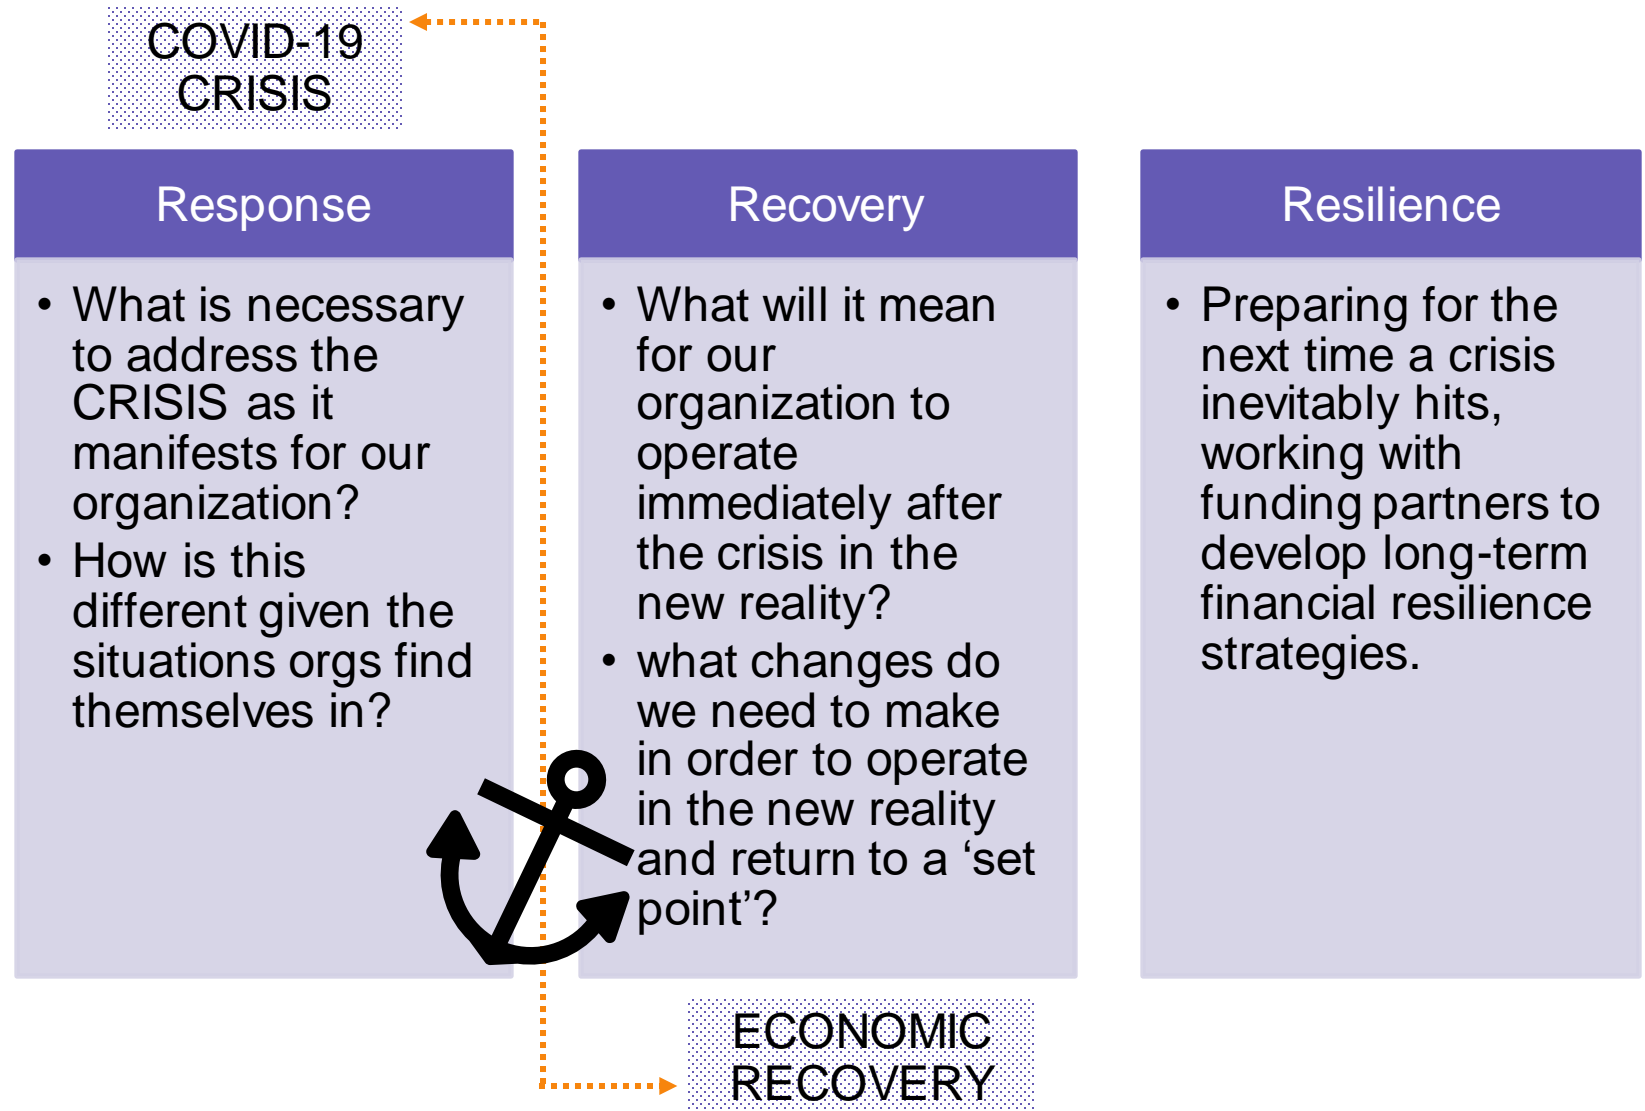 COVID-19
CRISIS
Response
• What is necessary
to address the
CRISIS as it
manifests for our
organization?
• How is this
different given the
situations orgs find
themselves in?
Recovery
• What will it mean
for our
organization to
operate
immediately after
the crisis in the
new reality?
• what changes do
we need to make
in order to operate
in the new reality
and return to a ‘set
point’?
Resilience
• Preparing for the
next time a crisis
inevitably hits,
working with
funding partners to
develop long-term
financial resilience
strategies.
ECONOMIC
RECOVERY